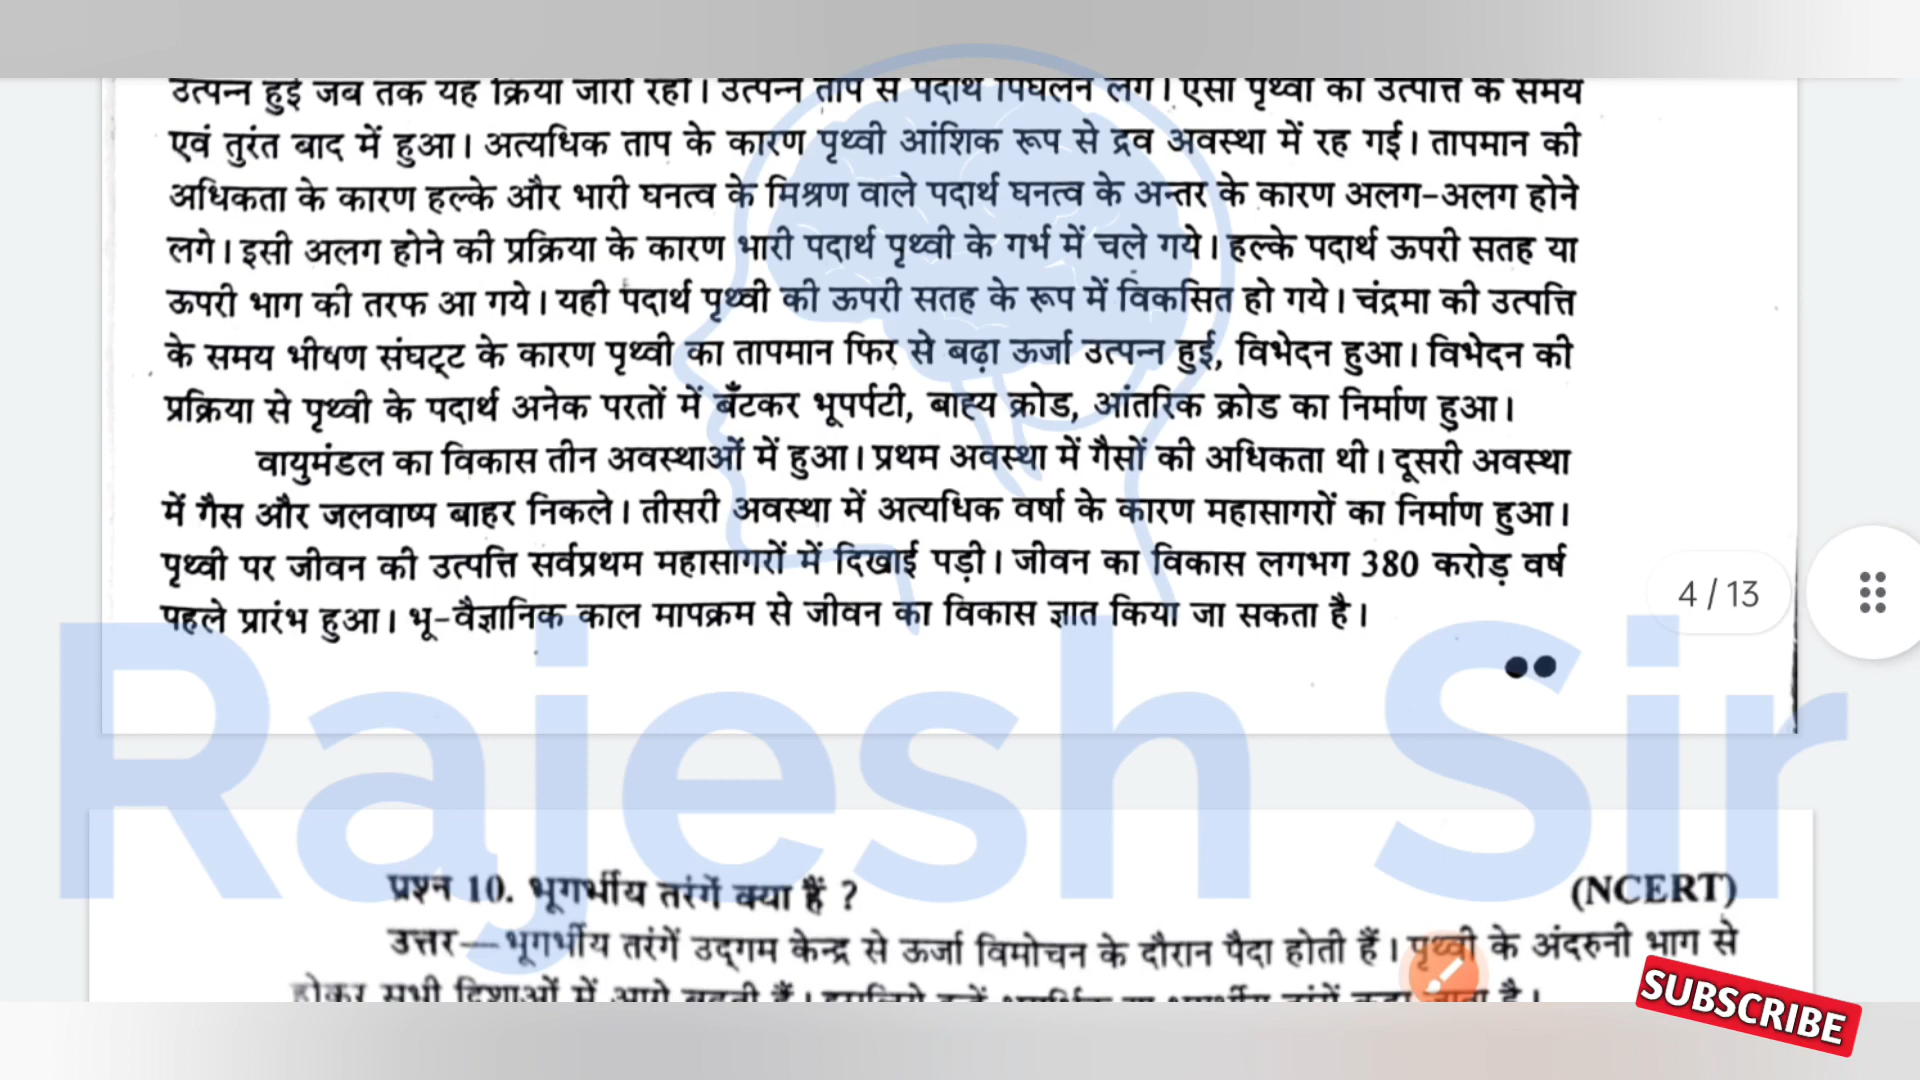 उत्पन्न हुई जब तक यह क्रिया जारी रही। उत्पन्न ताप से पदार्थ पिघलने लगे। ऐसा पृथ्वी की उत्पत्ति के समय
एवं तुरंत बाद में हुआ। अत्यधिक ताप के कारण पृथ्वी आंशिक रूप से द्रव अवस्था में रह गई। तापमान की
अधिकता के कारण हल्के और भारी घनत्व के मिश्रण वाले पदार्थ घनत्व के अन्तर के कारण अलग-अलग होने
लगे। इसी अलग होने की प्रक्रिया के कारण भारी पदार्थ पृथ्वी के गर्भ में चले गये। हल्के पदार्थ ऊपरी सतह या
ऊपरी भाग की तरफ आ गये। यही पदार्थ पृथ्वी की ऊपरी सतह के रूप में विकसित हो गये। चंद्रमा की उत्पत्ति
के समय भीषण संघट्ट के कारण पृथ्वी का तापमान फिर से बढ़ा ऊर्जा उत्पन्न हुई, विभेदन हुआ। विभेदन की
प्रक्रिया से पृथ्वी के पदार्थ अनेक परतों में बँटकर भूपर्पटी, बाह्य क्रोड, आंतरिक क्रोड का निर्माण हुआ।
वायुमंडल का विकास तीन अवस्थाओं में हुआ। प्रथम अवस्था में गैसों की अधिकता थी। दूसरी अवस्था
में गैस और जलवाष्प बाहर निकले। तीसरी अवस्था में अत्यधिक वर्षा के कारण महासागरों का निर्माण हुआ।
पृथ्वी पर जीवन की उत्पत्ति सर्वप्रथम महासागरों में दिखाई पड़ी। जीवन का विकास लगभग 380 करोड़ वर्ष
पहले प्रारंभ हुआ। भू-वैज्ञानिक काल मापक्रम से जीवन का विकास ज्ञात किया जा सकता है।
4 / 13
Rajesh Sir
प्रश्न 10. भूगर्भीय तरंगें क्या हैं ? (NCERT)
उत्तर—भूगर्भीय तरंगें उद्गम केन्द्र से ऊर्जा विमोचन के दौरान पैदा होती हैं। पृथ्वी के अंदरुनी भाग से
होकर सभी दिशाओं में आगे बढ़ती हैं।
SUBSCRIBE